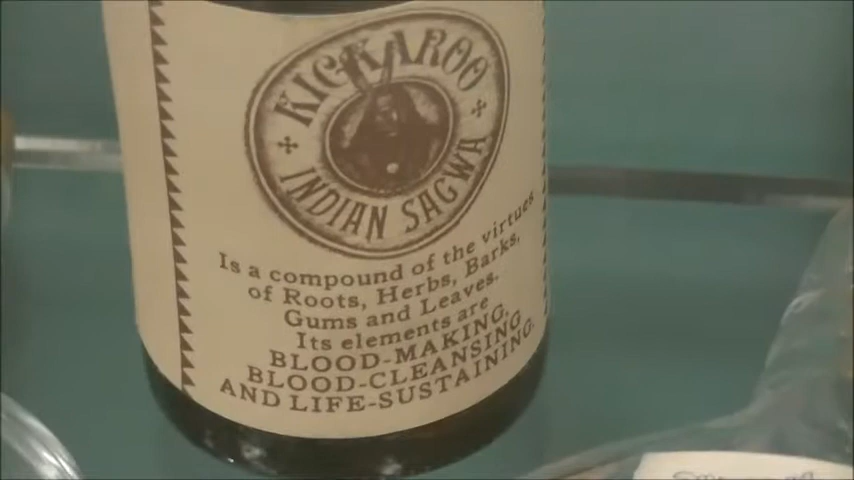 KICKAROO
INDIAN SAGWA
Is a compound of the virtues
of Roots, Herbs, Barks,
Gums and Leaves.
Its elements are
BLOOD-MAKING,
BLOOD-CLEANSING
AND LIFE-SUSTAINING.